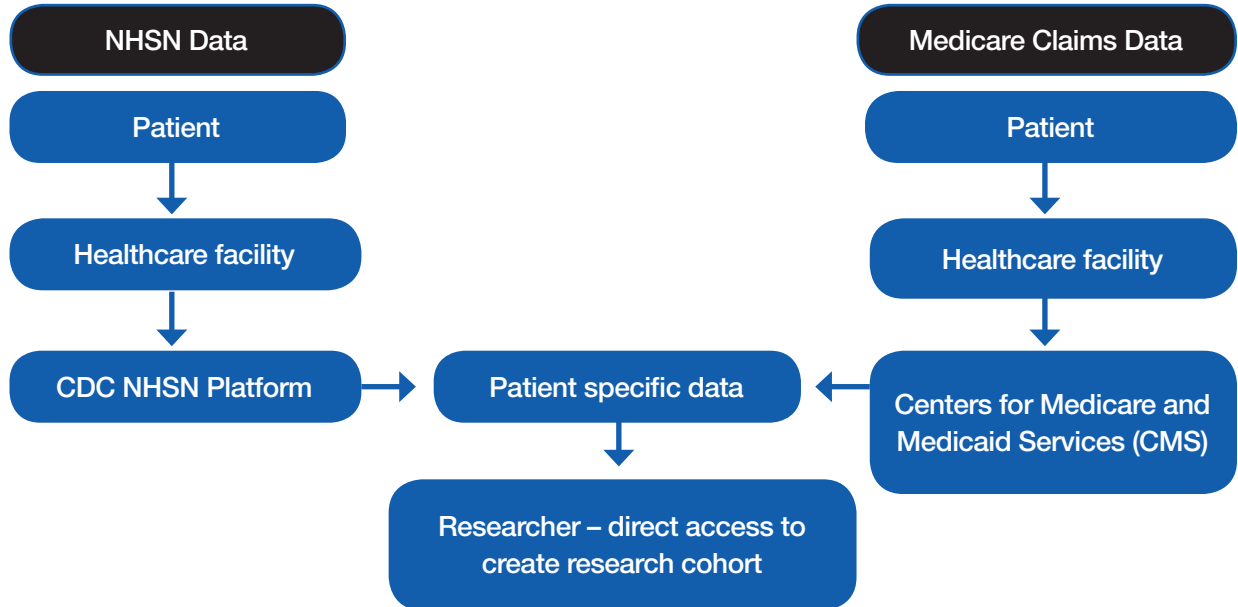 NHSN Data
Medicare Claims Data
Patient
Patient
Healthcare facility
Healthcare facility
CDC NHSN Platform
Patient specific data
Centers for Medicare and
Medicaid Services (CMS)
Researcher – direct access to
create research cohort